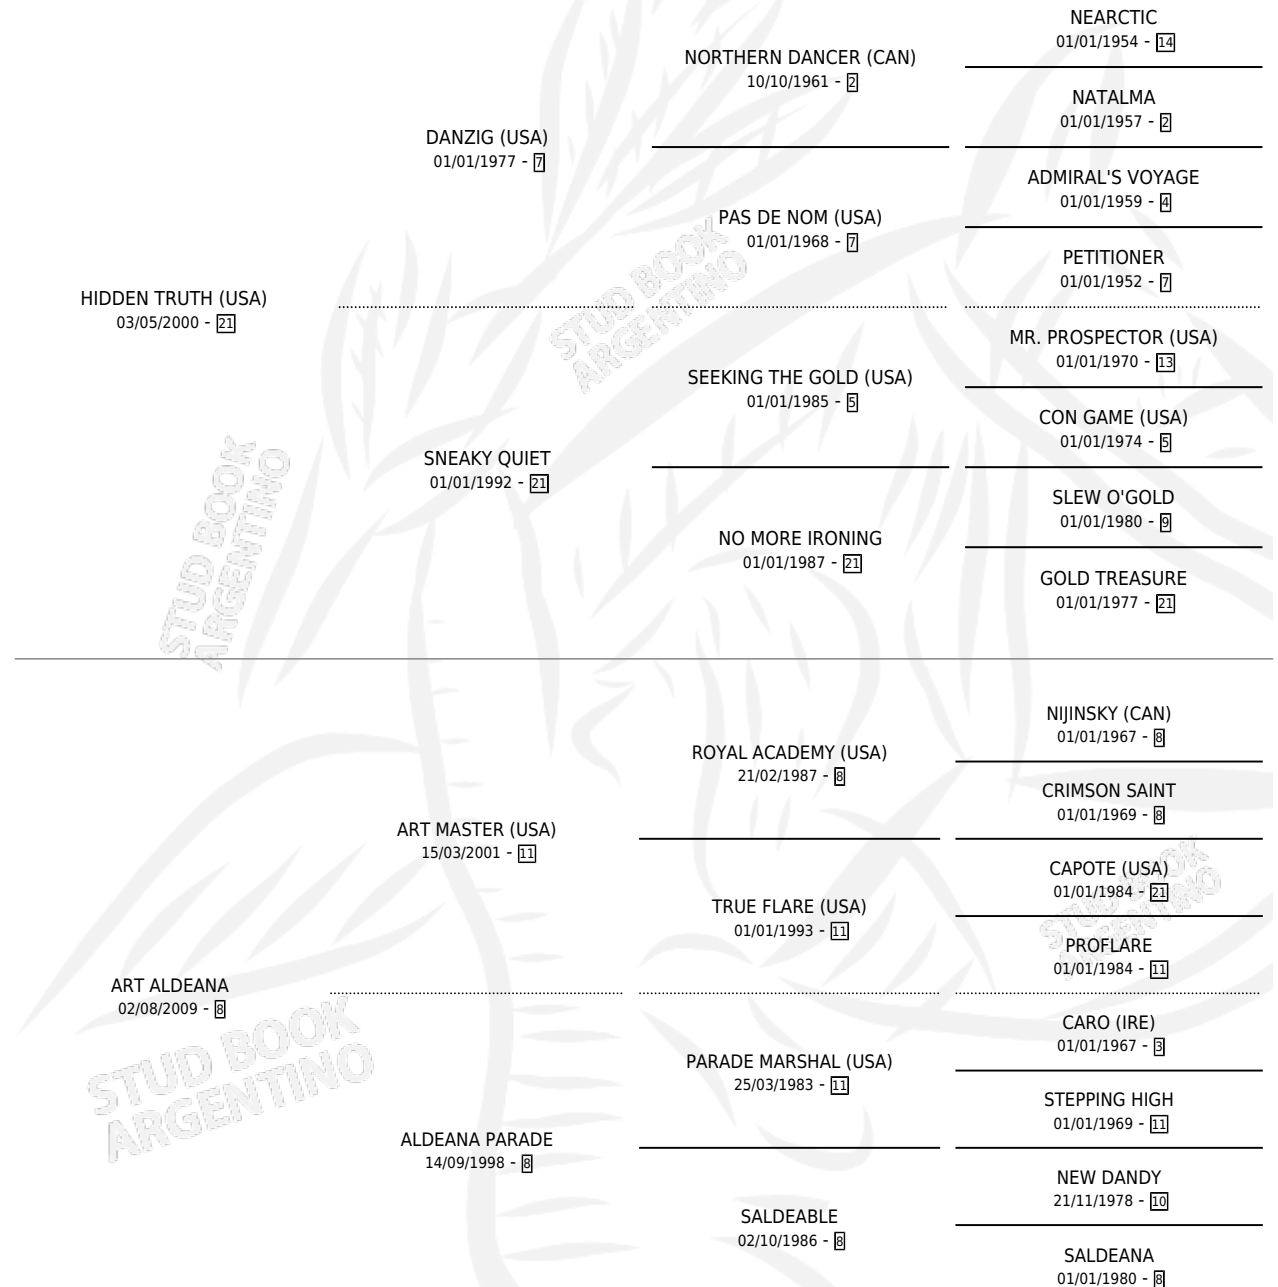 NEARCTIC
01/01/1954 - 14
NORTHERN DANCER (CAN)
10/10/1961 - 2
NATALMA
01/01/1957 - 2
DANZIG (USA)
01/01/1977 - 7
ADMIRAL'S VOYAGE
01/01/1959 - 4
PAS DE NOM (USA)
01/01/1968 - 7
PETITIONER
01/01/1952 - 7
HIDDEN TRUTH (USA)
03/05/2000 - 21
STUD BOOK
ARGENTINO
MR. PROSPECTOR (USA)
01/01/1970 - 13
SEEKING THE GOLD (USA)
01/01/1985 - 5
CON GAME (USA)
01/01/1974 - 5
SNEAKY QUIET
01/01/1992 - 21
SLEW O'GOLD
01/01/1980 - 9
NO MORE IRONING
01/01/1987 - 21
GOLD TREASURE
01/01/1977 - 21
STUD BOOK
ARGENTINO
NIJINSKY (CAN)
01/01/1967 - 8
ROYAL ACADEMY (USA)
21/02/1987 - 8
CRIMSON SAINT
01/01/1969 - 8
ART MASTER (USA)
15/03/2001 - 11
CAPOTE (USA)
01/01/1984 - 21
TRUE FLARE (USA)
01/01/1993 - 11
STUD BOOK
ARGENTINO
PROFLARE
01/01/1984 - 11
ART ALDEANA
02/08/2009 - 8
CARO (IRE)
01/01/1967 - 3
PARADE MARSHAL (USA)
25/03/1983 - 11
STUD BOOK
ARGENTINO
STEPPING HIGH
01/01/1969 - 11
ALDEANA PARADE
14/09/1998 - 8
NEW DANDY
21/11/1978 - 10
SALDEABLE
02/10/1986 - 8
SALDEANA
01/01/1980 - 8